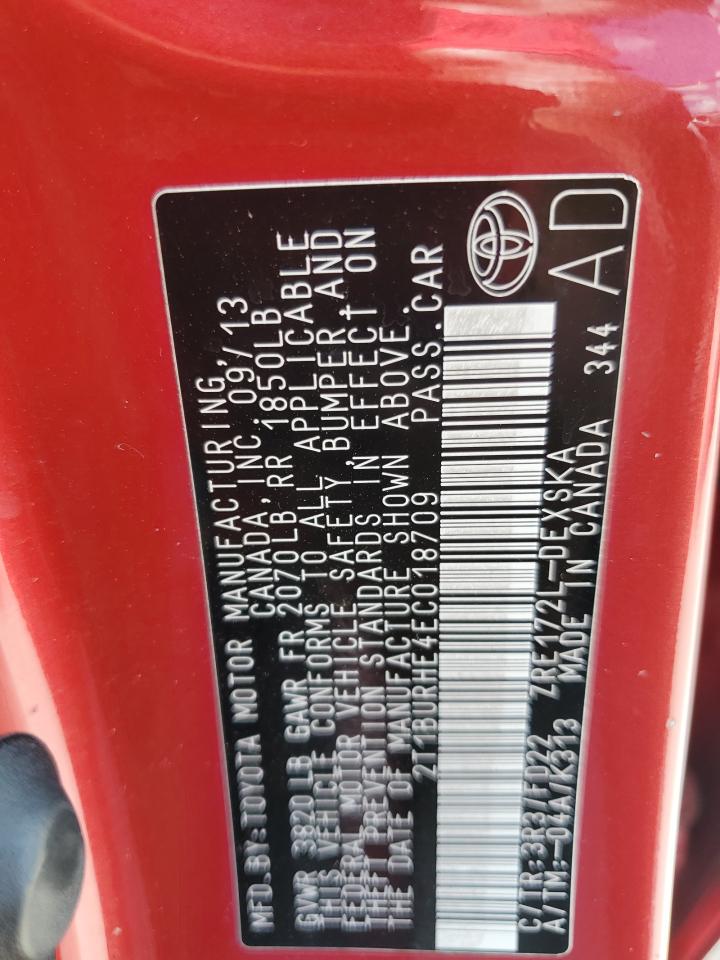 MFD.BY:TOYOTA MOTOR MANUFACTURING,
CANADA, INC. 09/13
GVWR 3820LB GAWR FR 2070LB, RR 1850LB
THIS VEHICLE CONFORMS TO ALL APPLICABLE
FEDERAL MOTOR VEHICLE SAFETY, BUMPER, AND
THEFT PREVENTION STANDARDS IN EFFECT ON
THE DATE OF MANUFACTURE SHOWN ABOVE.
2T1BURHE4EC018709 PASS.CAR
C/TR:3R3/FD22 ZRE172L-DEXSKA
A/TM:-04A/K313 MADE IN CANADA 344
AD